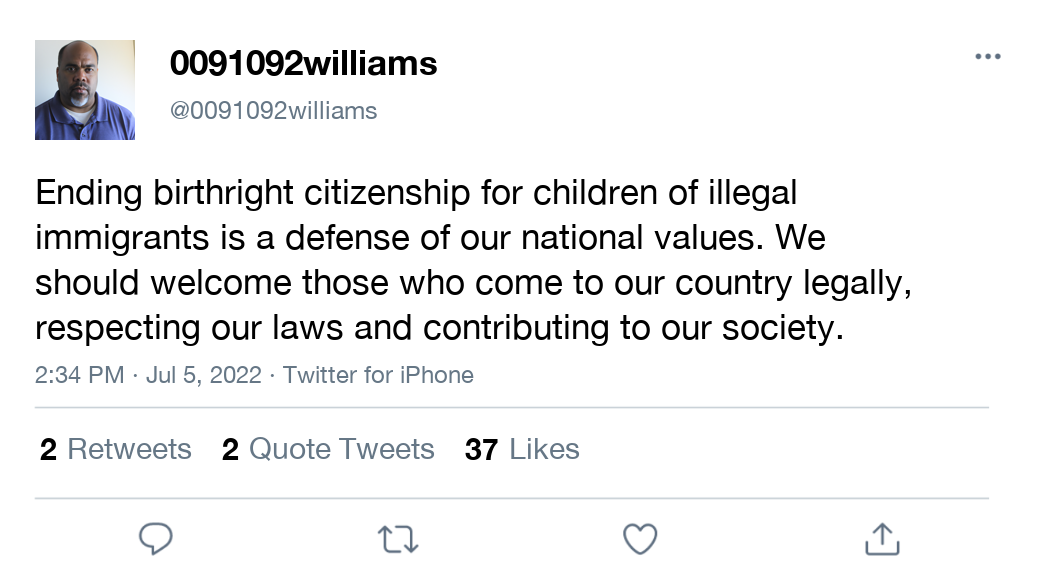 0091092williams
@0091092williams
Ending birthright citizenship for children of illegal
immigrants is a defense of our national values. We
should welcome those who come to our country legally,
respecting our laws and contributing to our society.
2:34 PM · Jul 5, 2022 · Twitter for iPhone
2 Retweets 2 Quote Tweets 37 Likes